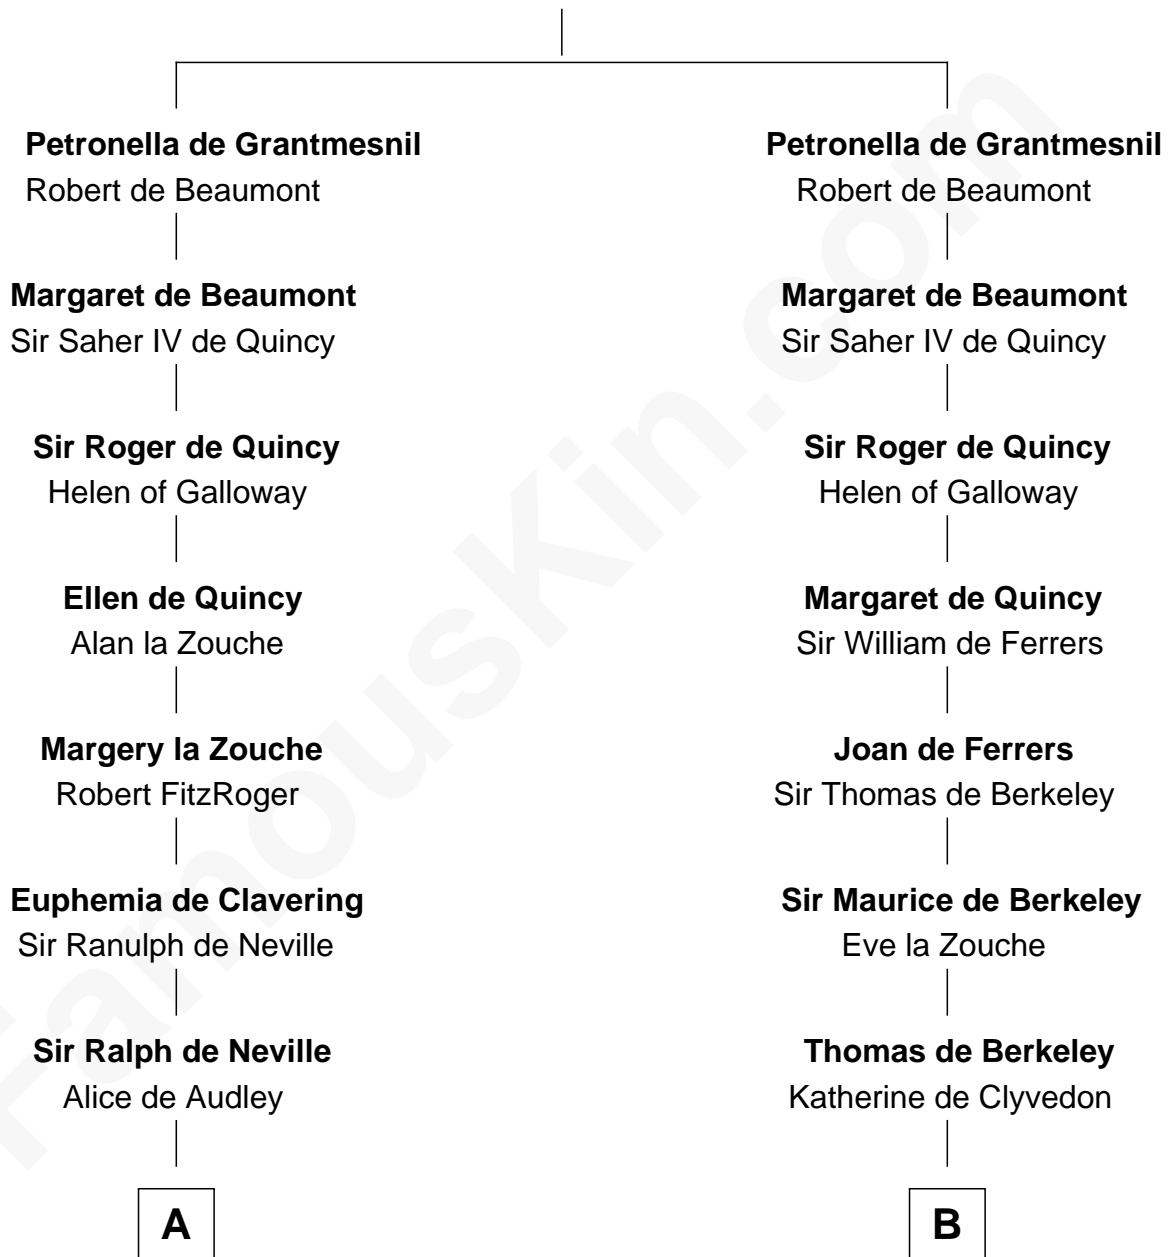 Petronella de Grantmesnil
Robert de Beaumont
Margaret de Beaumont
Sir Saher IV de Quincy
Sir Roger de Quincy
Helen of Galloway
Ellen de Quincy
Alan la Zouche
Margery la Zouche
Robert FitzRoger
Euphemia de Clavering
Sir Ranulph de Neville
Sir Ralph de Neville
Alice de Audley
A
Petronella de Grantmesnil
Robert de Beaumont
Margaret de Beaumont
Sir Saher IV de Quincy
Sir Roger de Quincy
Helen of Galloway
Margaret de Quincy
Sir William de Ferrers
Joan de Ferrers
Sir Thomas de Berkeley
Sir Maurice de Berkeley
Eve la Zouche
Thomas de Berkeley
Katherine de Clyvedon
B
FamousKin.com